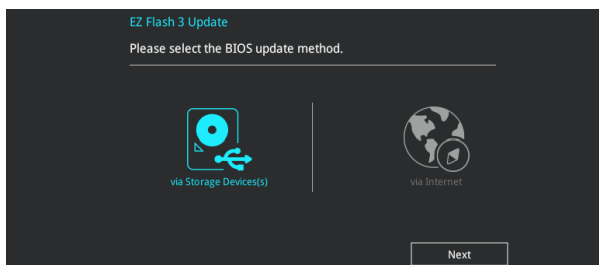 EZ Flash 3 Update
Please select the BIOS update method.
via Storage Devices(s)
via Internet
Next